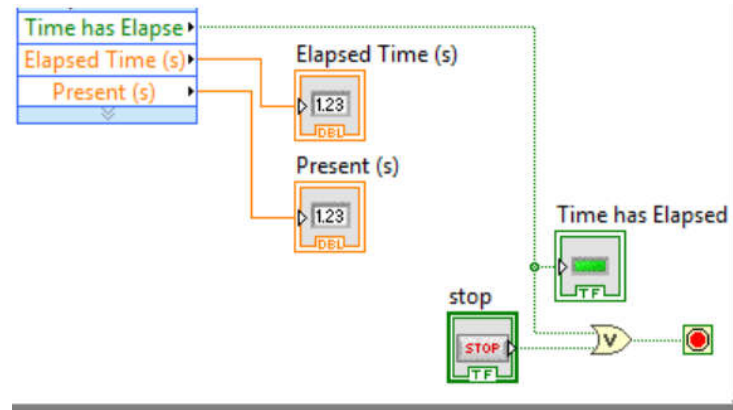 Time has Elapse
Elapsed Time (s)
Present (s)
Elapsed Time (s)
1.23
DBL
Present (s)
1.23
DBL
Time has Elapsed
TF
stop
STOP
TF
V